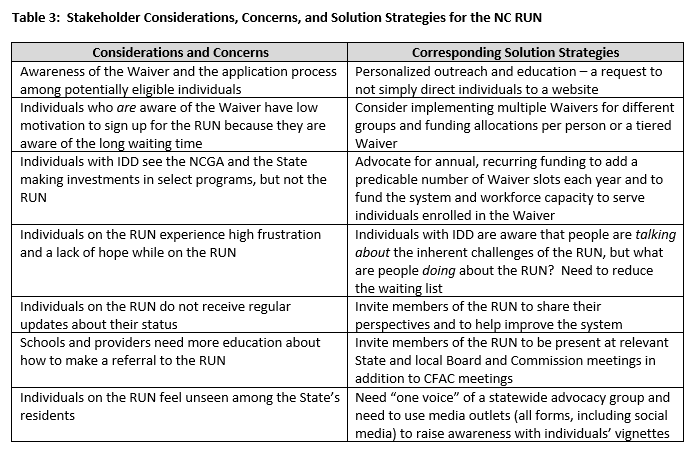 Table 3:  Stakeholder Considerations, Concerns, and Solution Strategies for the NC RUN
Considerations and Concerns
Corresponding Solution Strategies
Awareness of the Waiver and the application process
among potentially eligible individuals
Personalized outreach and education – a request to
not simply direct individuals to a website
Individuals who are aware of the Waiver have low
motivation to sign up for the RUN because they are
aware of the long waiting time
Consider implementing multiple Waivers for different
groups and funding allocations per person or a tiered
Waiver
Individuals with IDD see the NCGA and the State
making investments in select programs, but not the
RUN
Advocate for annual, recurring funding to add a
predicable number of Waiver slots each year and to
fund the system and workforce capacity to serve
individuals enrolled in the Waiver
Individuals on the RUN experience high frustration
and a lack of hope while on the RUN
Individuals with IDD are aware that people are talking
about the inherent challenges of the RUN, but what
are people doing about the RUN?  Need to reduce
the waiting list
Individuals on the RUN do not receive regular
updates about their status
Invite members of the RUN to share their
perspectives and to help improve the system
Schools and providers need more education about
how to make a referral to the RUN
Invite members of the RUN to be present at relevant
State and local Board and Commission meetings in
addition to CFAC meetings
Individuals on the RUN feel unseen among the State’s
residents
Need “one voice” of a statewide advocacy group and
need to use media outlets (all forms, including social
media) to raise awareness with individuals’ vignettes